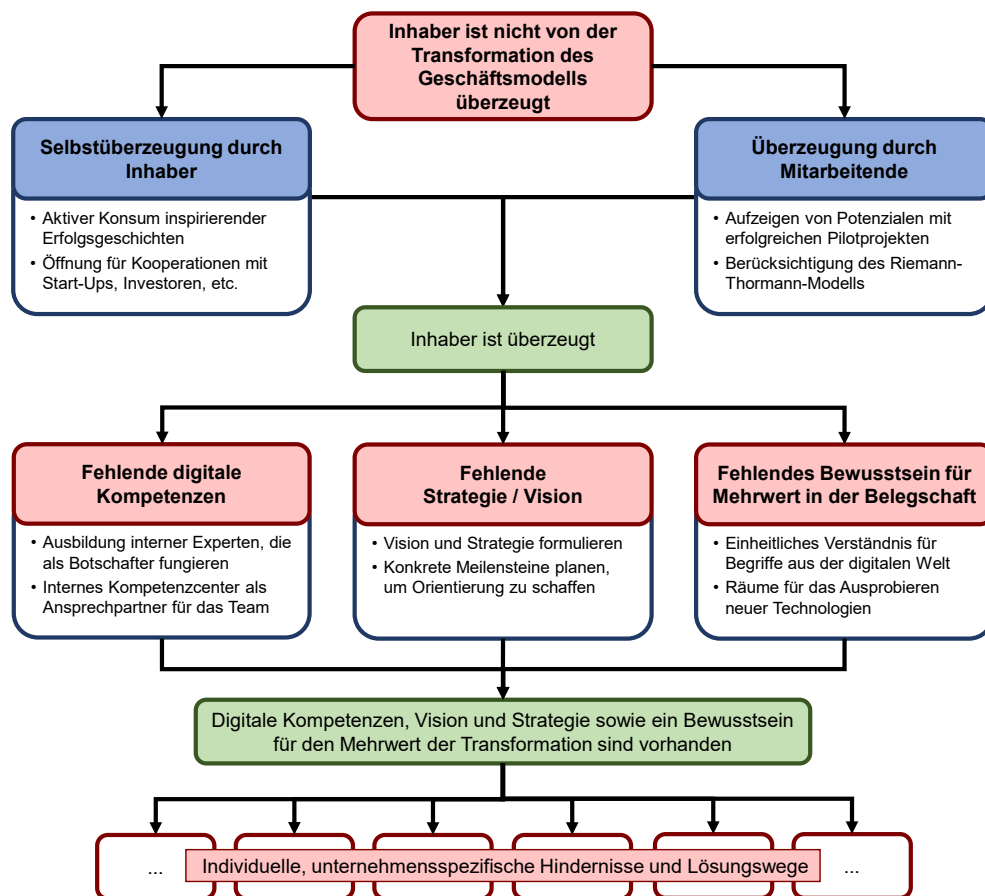 Inhaber ist nicht von der
Transformation des
Geschäftsmodells
überzeugt
Selbstüberzeugung durch
Inhaber
• Aktiver Konsum inspirierender
Erfolgsgeschichten
• Öffnung für Kooperationen mit
Start-Ups, Investoren, etc.
Überzeugung durch
Mitarbeitende
• Aufzeigen von Potenzialen mit
erfolgreichen Pilotprojekten
• Berücksichtigung des Riemann-
Thormann-Modells
Inhaber ist überzeugt
Fehlende digitale
Kompetenzen
• Ausbildung interner Experten, die
als Botschafter fungieren
• Internes Kompetenzcenter als
Ansprechpartner für das Team
Fehlende
Strategie / Vision
• Vision und Strategie formulieren
• Konkrete Meilensteine planen,
um Orientierung zu schaffen
Fehlendes Bewusstsein für
Mehrwert in der Belegschaft
• Einheitliches Verständnis für
Begriffe aus der digitalen Welt
• Räume für das Ausprobieren
neuer Technologien
Digitale Kompetenzen, Vision und Strategie sowie ein Bewusstsein
für den Mehrwert der Transformation sind vorhanden
...
Individuelle, unternehmensspezifische Hindernisse und Lösungswege
...